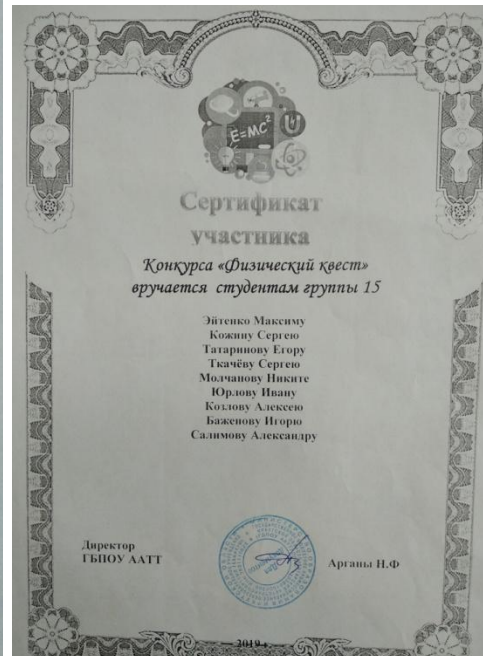 E=MC²
Сертификат
участника
Конкурса «Физический квест»
вручается студентам группы 15
Эйтенко Максиму
Кожину Сергею
Татаринову Егору
Ткачёву Сергею
Молчанову Никите
Юрлову Ивану
Козлову Алексею
Баженову Игорю
Салимову Александру
Директор
ГБПОУ ААТТ
Арганы Н.Ф
2019 г.